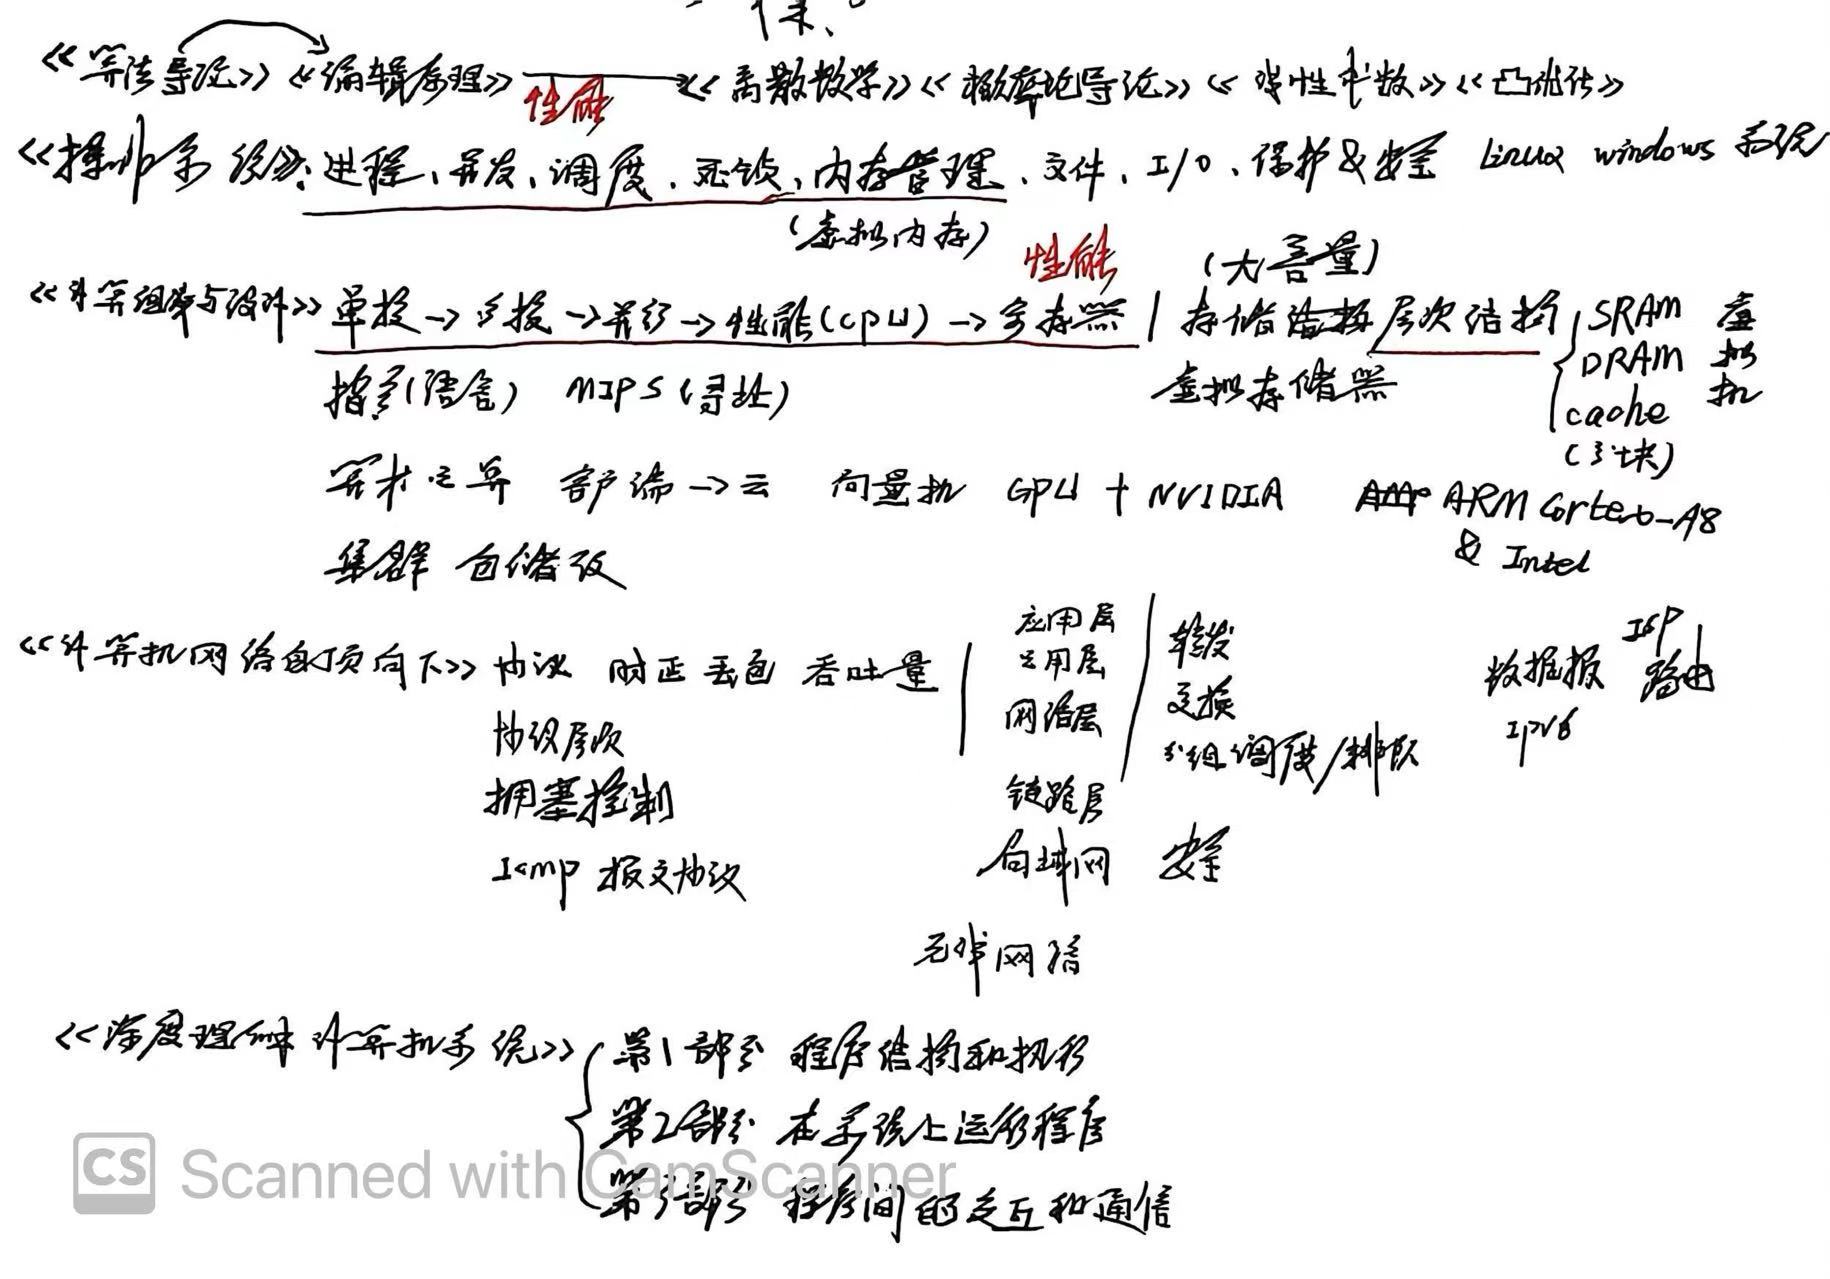 《算法导论》《编辑原理》 性能 《离散数学》《概率论导论》《线性代数》《凸优化》
《操作系统》：进程、并发、调度、死锁、内存管理、文件、I/O、保护&安全 Linux windows 系统
(虚拟内存)
性能 (大容量)
《计算组成与设计》单核→多核→并行→性能(CPU)→寄存器 | 存储结构 层次结构 { SRAM DRAM cache (3块) 虚拟机
指令(语言) MIPS(寻址) 虚拟存储器
算术运算 客户端→云 向量机 GPU + NVIDIA ARM Cortex-A8 & Intel
集群 仓储级
《计算机网络自顶向下》协议 时延 丢包 吞吐量 | 应用层 | 转发 数据报 ISP 路由
网络层 交换 IPV6
协议层次 分组调度/排队
拥塞控制 链路层
Icmp 报文协议 局域网 安全
无线网络
《深度理解计算机系统》{ 第1部分 程序结构和执行
第2部分 在系统上运行程序
第3部分 程序间的交互和通信
CS Scanned with CamScanner